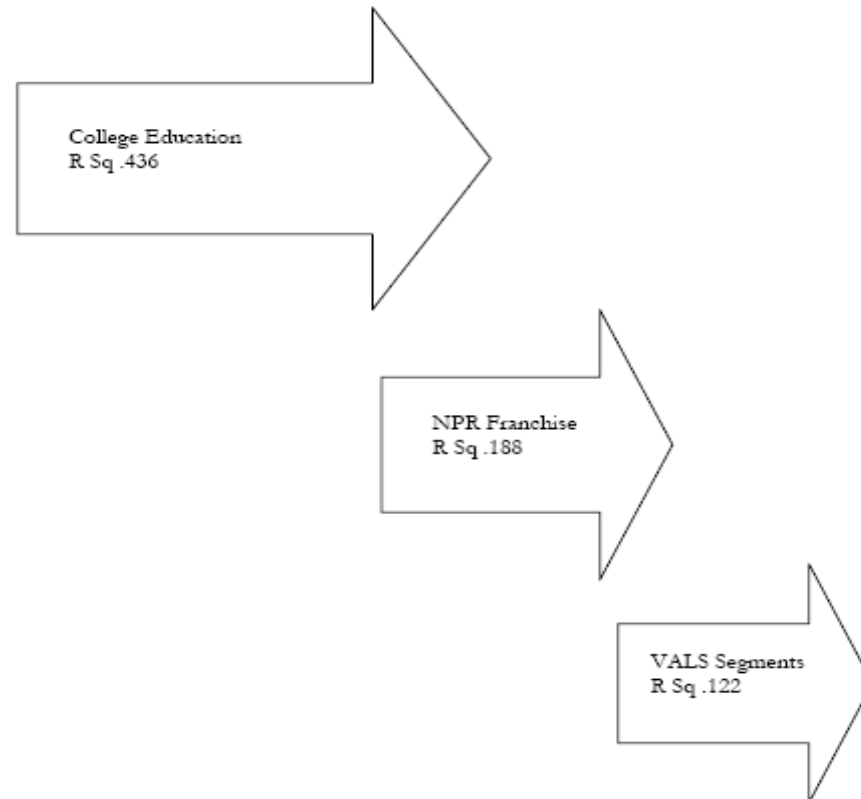 College Education
R Sq .436
NPR Franchise
R Sq .188
VALS Segments
R Sq .122